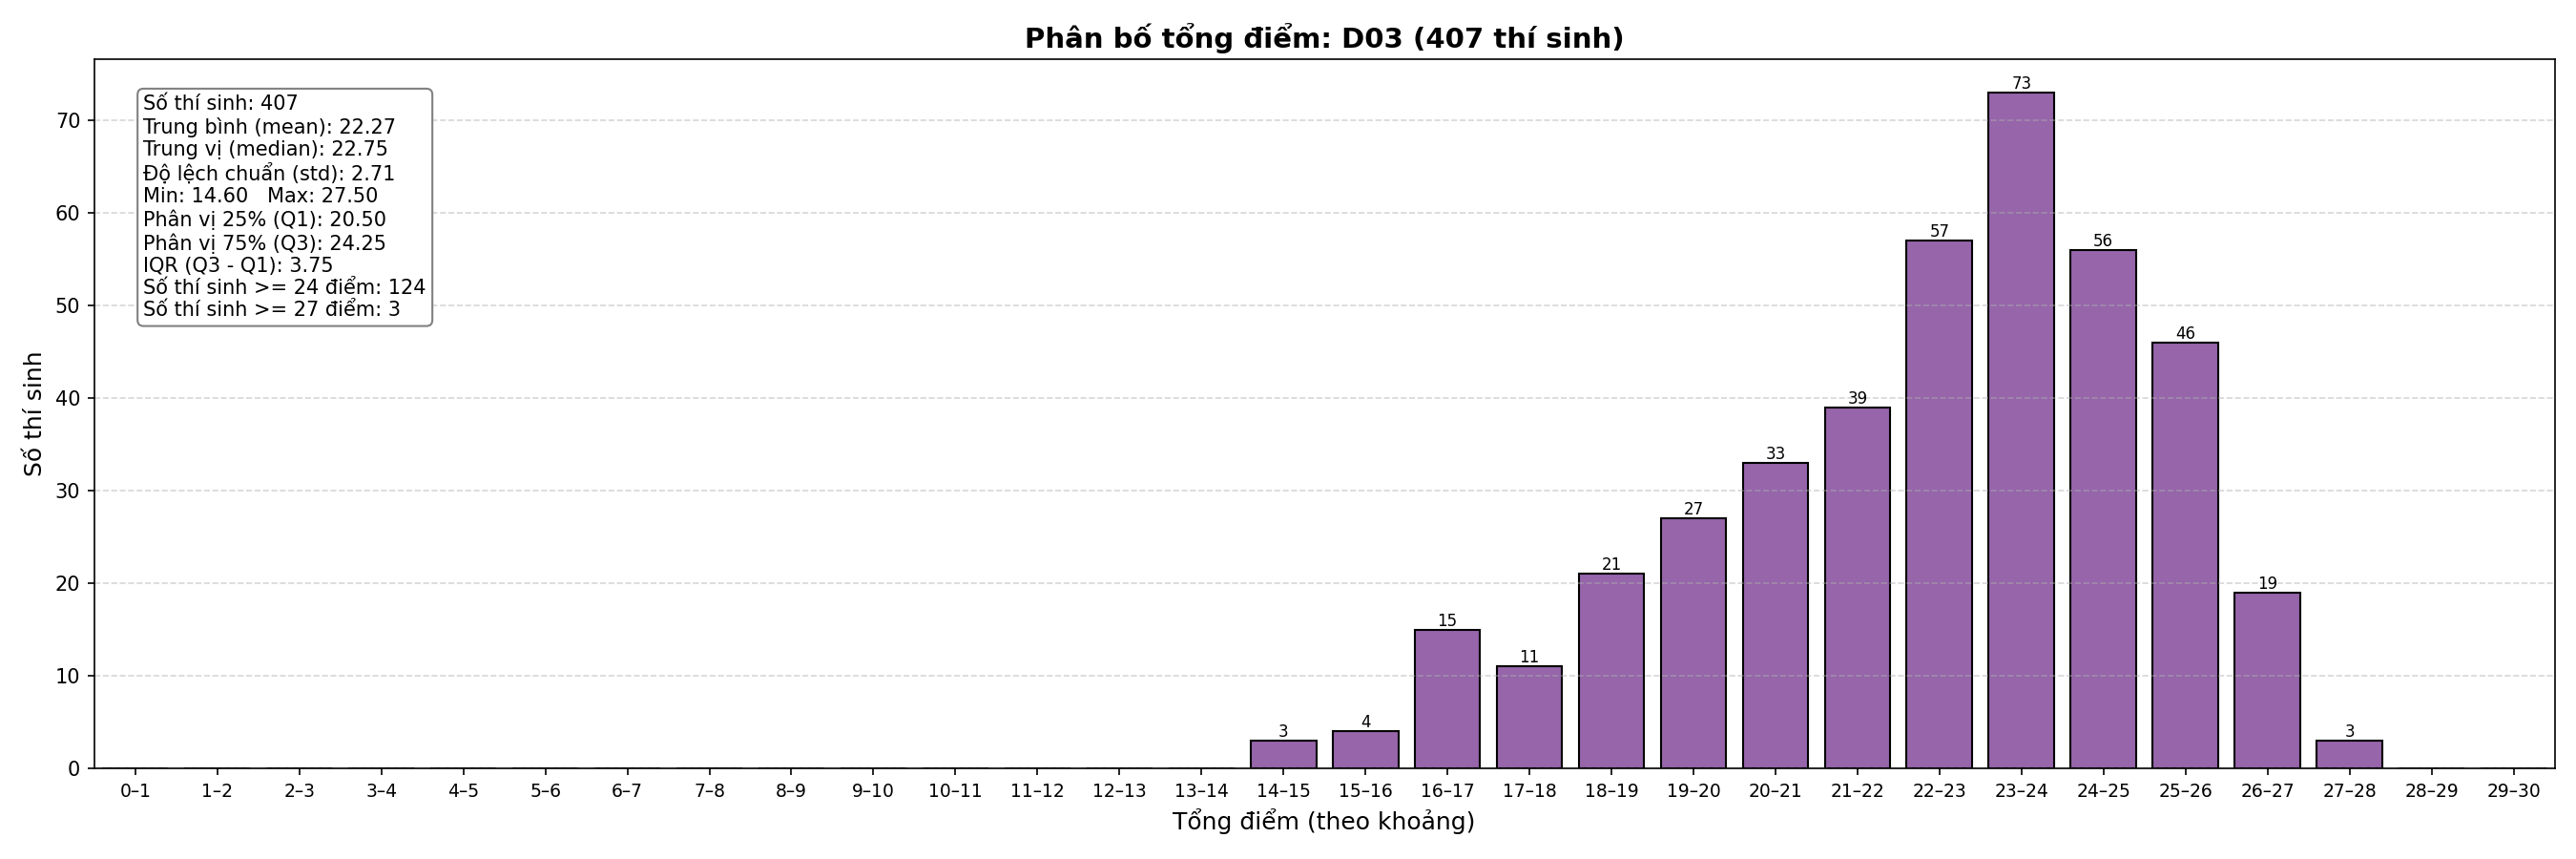 Phân bố tổng điểm: D03 (407 thí sinh)
Số thí sinh: 407
Trung bình (mean): 22.27
Trung vị (median): 22.75
Độ lệch chuẩn (std): 2.71
Min: 14.60   Max: 27.50
Phân vị 25% (Q1): 20.50
Phân vị 75% (Q3): 24.25
IQR (Q3 - Q1): 3.75
Số thí sinh >= 24 điểm: 124
Số thí sinh >= 27 điểm: 3
Số thí sinh
70
60
50
40
30
20
10
0
3
4
15
11
21
27
33
39
57
73
56
46
19
3
0–1 1–2 2–3 3–4 4–5 5–6 6–7 7–8 8–9 9–10 10–11 11–12 12–13 13–14 14–15 15–16 16–17 17–18 18–19 19–20 20–21 21–22 22–23 23–24 24–25 25–26 26–27 27–28 28–29 29–30
Tổng điểm (theo khoảng)